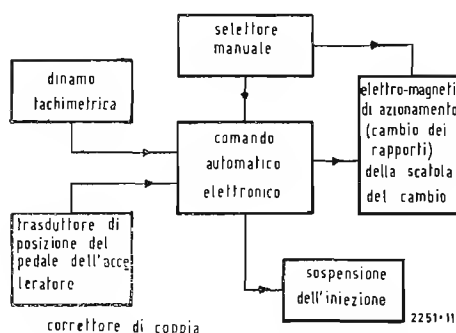 selettore
manuale
dinamo
tachimetrica
elettro-magneti
di azionamento
(cambio dei
rapporti)
della scatola
del cambio
comando
automatico
elettronico
trasduttore di
posizione del
pedale dell'acce
leratore
sospensione
dell'iniezione
correttore di coppia
2251•11